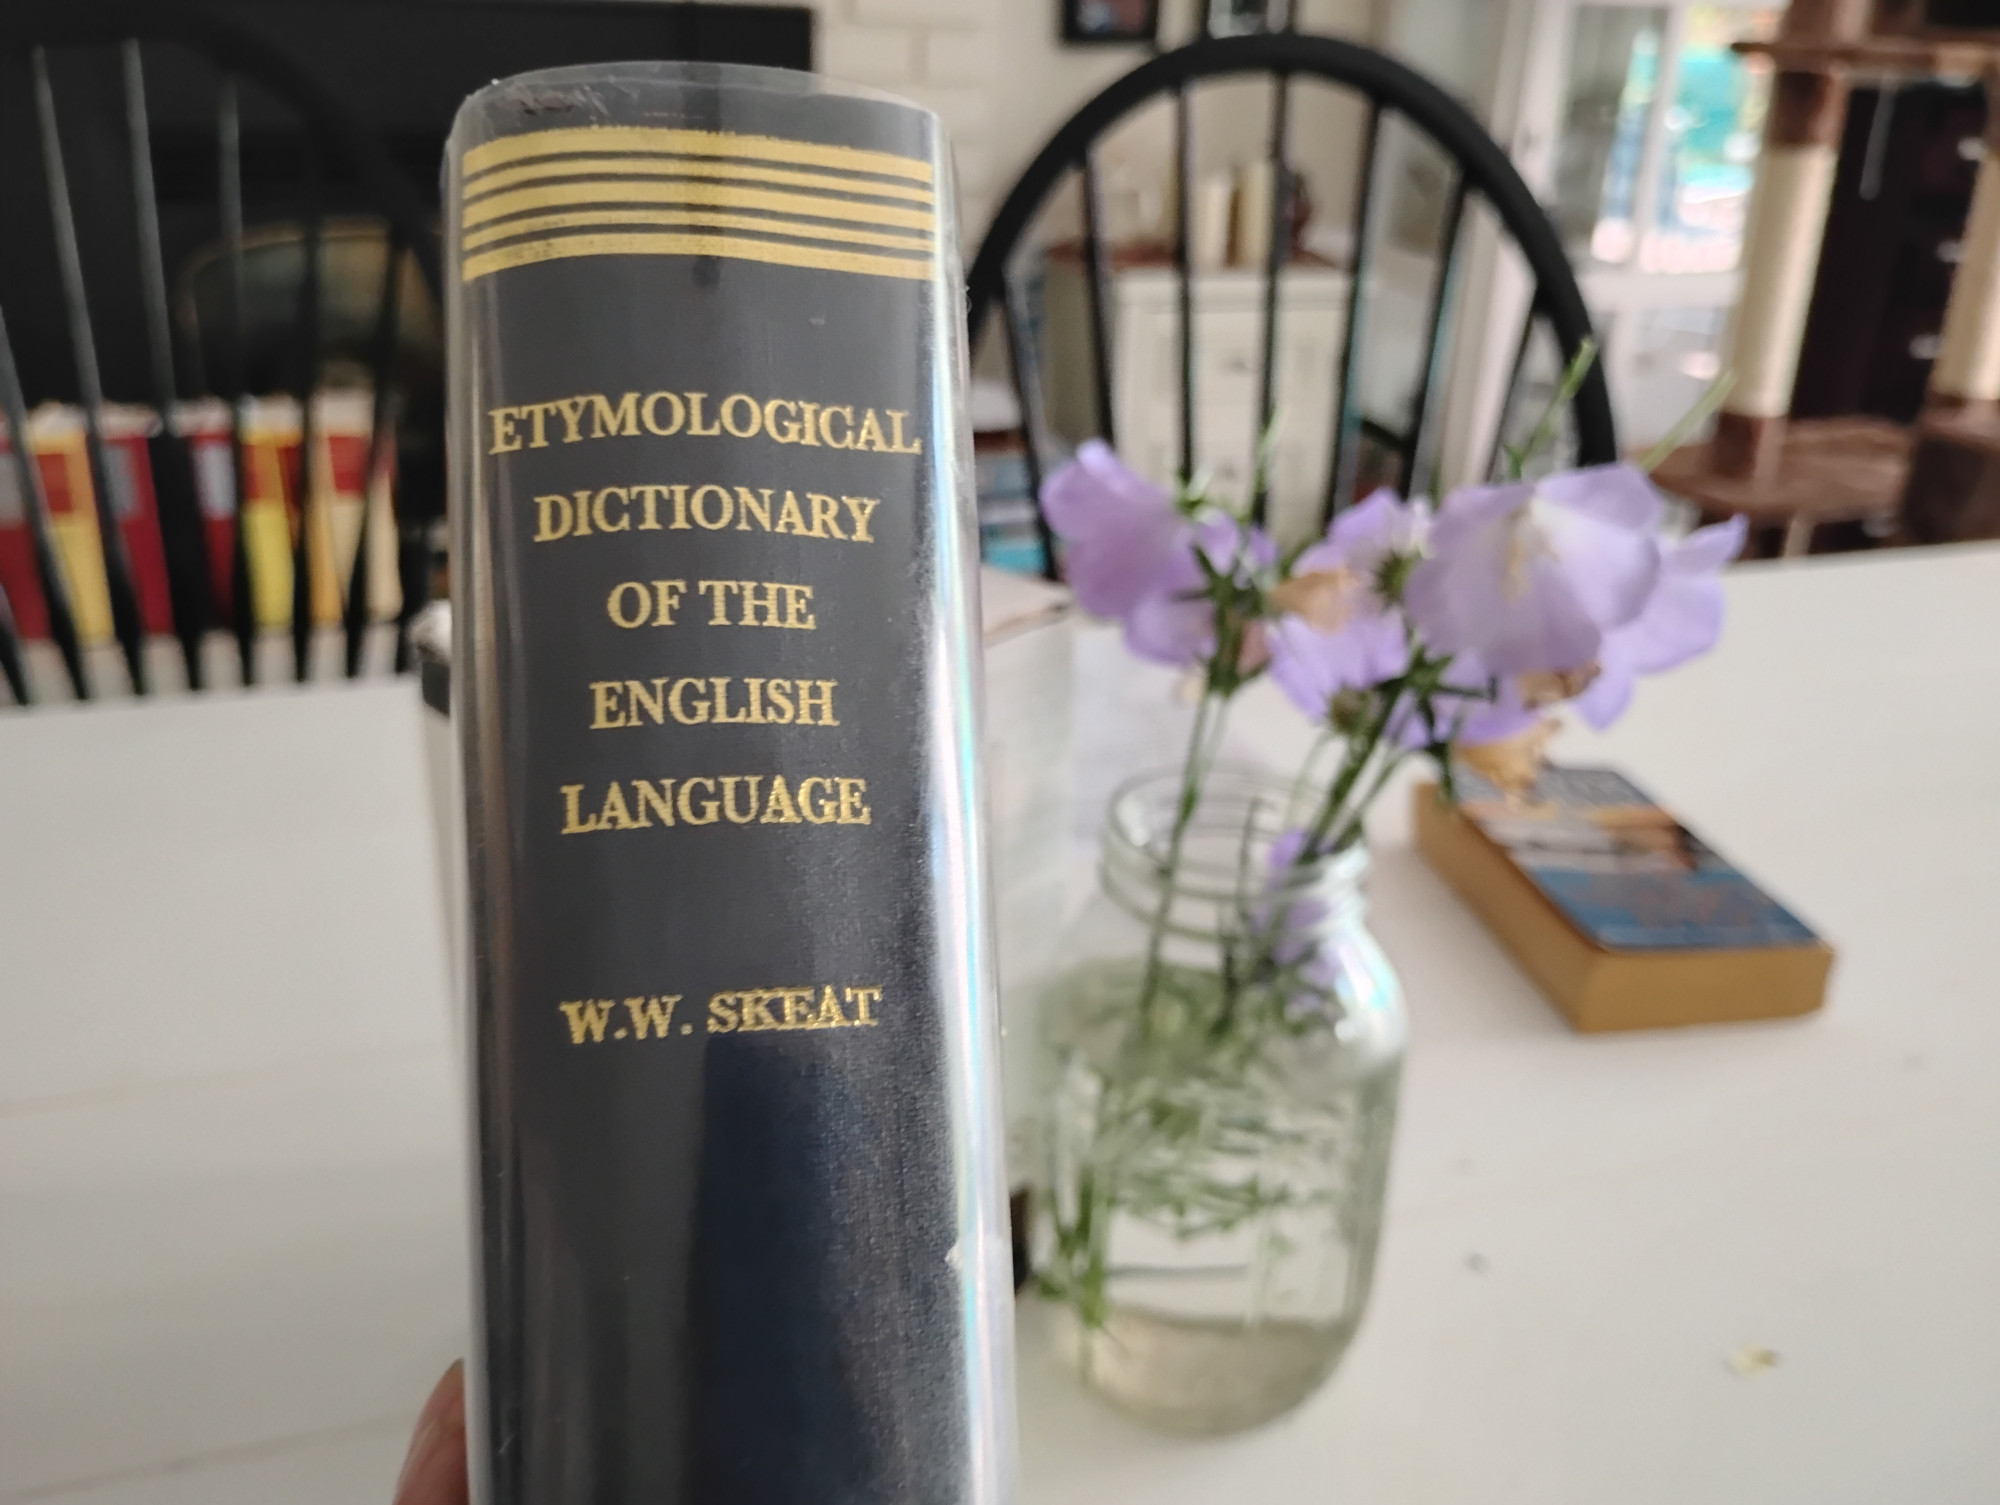 ETYMOLOGICAL
DICTIONARY
OF THE
ENGLISH
LANGUAGE
W.W. SKEAT